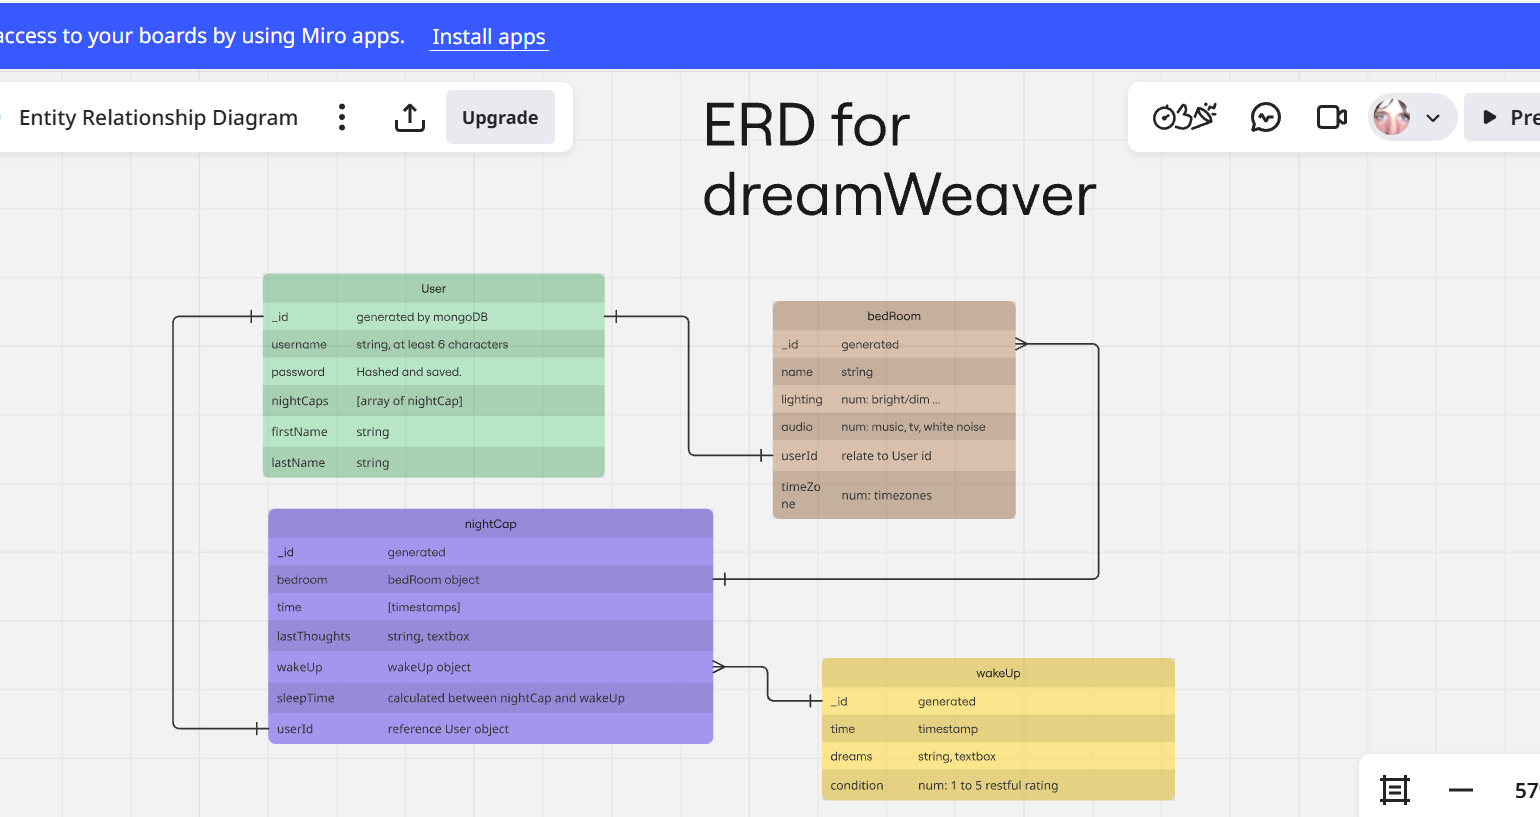 access to your boards by using Miro apps. Install apps
Entity Relationship Diagram
Upgrade
ERD for
dreamWeaver
User
_id generated by mongoDB
username string, at least 6 characters
password Hashed and saved.
nightCaps [array of nightCap]
firstName string
lastName string
bedRoom
_id generated
name string
lighting num: bright/dim ...
audio num: music, tv, white noise
userId relate to User id
timeZo
ne num: timezones
nightCap
_id generated
bedroom bedRoom object
time [timestamps]
lastThoughts string, textbox
wakeUp wakeUp object
sleepTime calculated between nightCap and wakeUp
userId reference User object
wakeUp
_id generated
time timestamp
dreams string, textbox
condition num: 1 to 5 restful rating
57